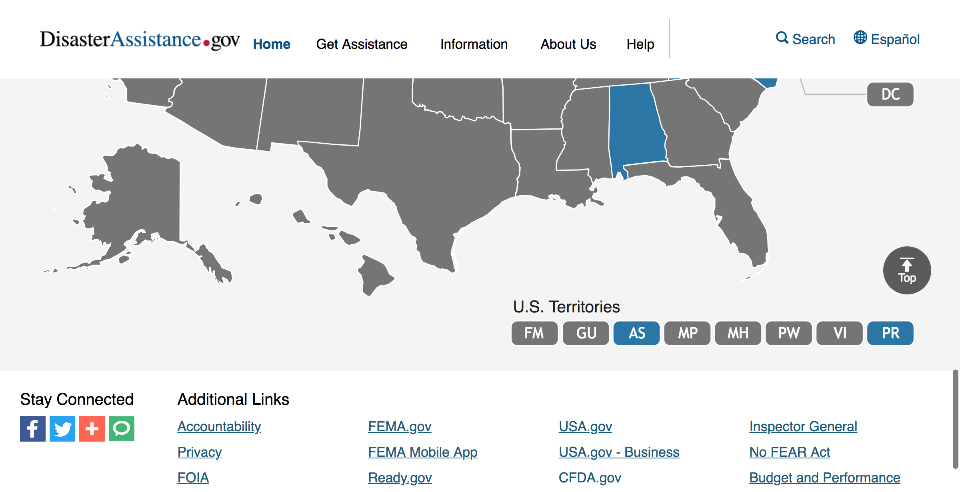 DisasterAssistance.gov
Home Get Assistance Information About Us Help
Search Español
DC
Top
U.S. Territories
FM GU AS MP MH PW VI PR
Stay Connected
Additional Links
Accountability FEMA.gov USA.gov Inspector General
Privacy FEMA Mobile App USA.gov - Business No FEAR Act
FOIA Ready.gov CFDA.gov Budget and Performance